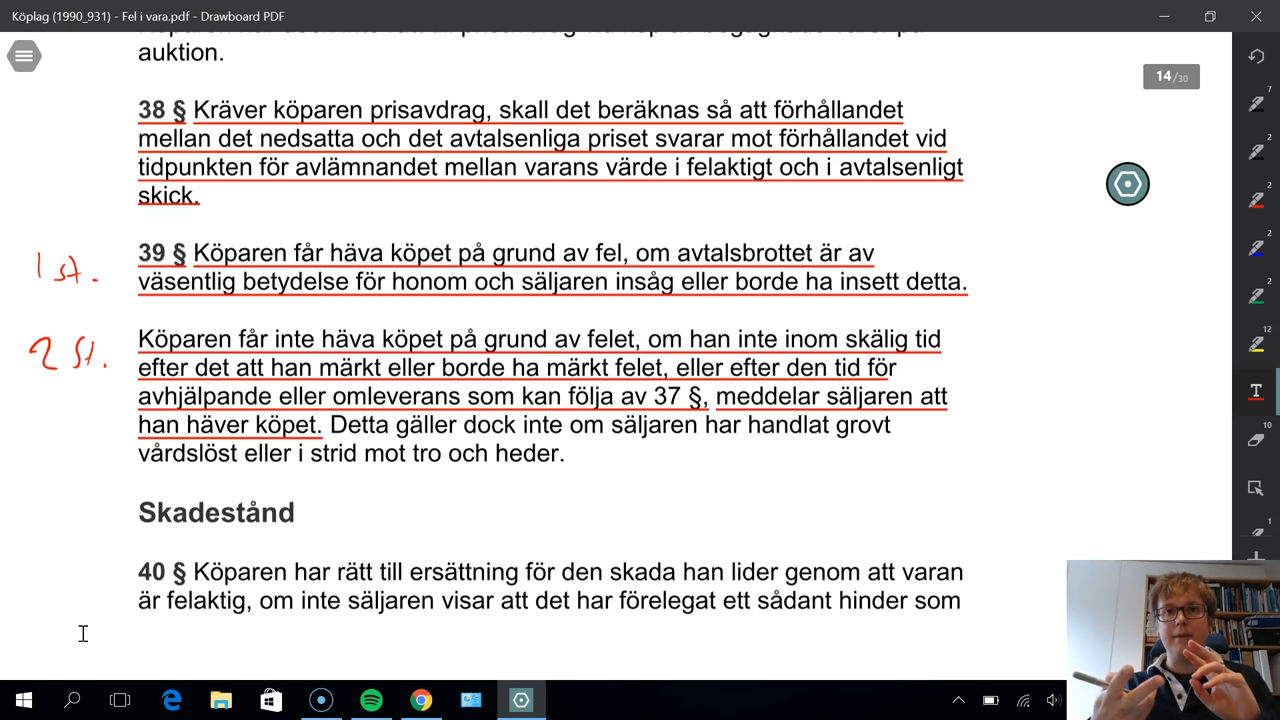 Köplag (1990_931) - Fel i vara.pdf - Drawboard PDF
auktion.
14/30
38 § Kräver köparen prisavdrag, skall det beräknas så att förhållandet
mellan det nedsatta och det avtalsenliga priset svarar mot förhållandet vid
tidpunkten för avlämnandet mellan varans värde i felaktigt och i avtalsenligt
skick.
1 st.
39 § Köparen får häva köpet på grund av fel, om avtalsbrottet är av
väsentlig betydelse för honom och säljaren insåg eller borde ha insett detta.
2 st.
Köparen får inte häva köpet på grund av felet, om han inte inom skälig tid
efter det att han märkt eller borde ha märkt felet, eller efter den tid för
avhjälpande eller omleverans som kan följa av 37 §, meddelar säljaren att
han häver köpet. Detta gäller dock inte om säljaren har handlat grovt
vårdslöst eller i strid mot tro och heder.
Skadestånd
40 § Köparen har rätt till ersättning för den skada han lider genom att varan
är felaktig, om inte säljaren visar att det har förelegat ett sådant hinder som
7
2
2
2
2
12
10
1